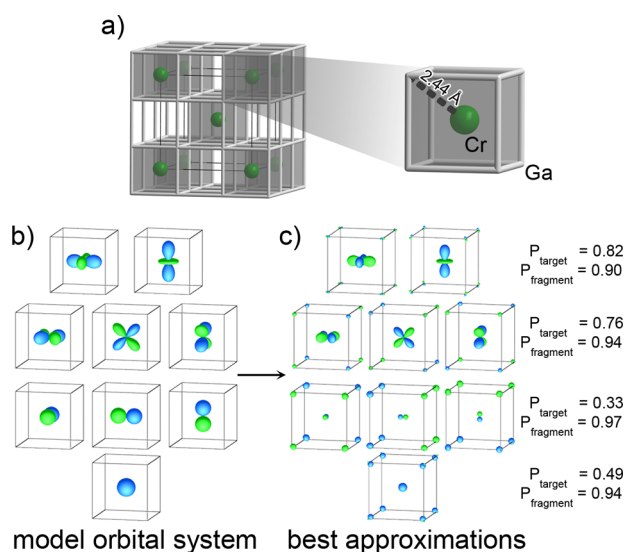 a)
2.44 Å
Cr
Ga
b)
c)
P target = 0.82
P fragment = 0.90
P target = 0.76
P fragment = 0.94
P target = 0.33
P fragment = 0.97
P target = 0.49
P fragment = 0.94
model orbital system
best approximations